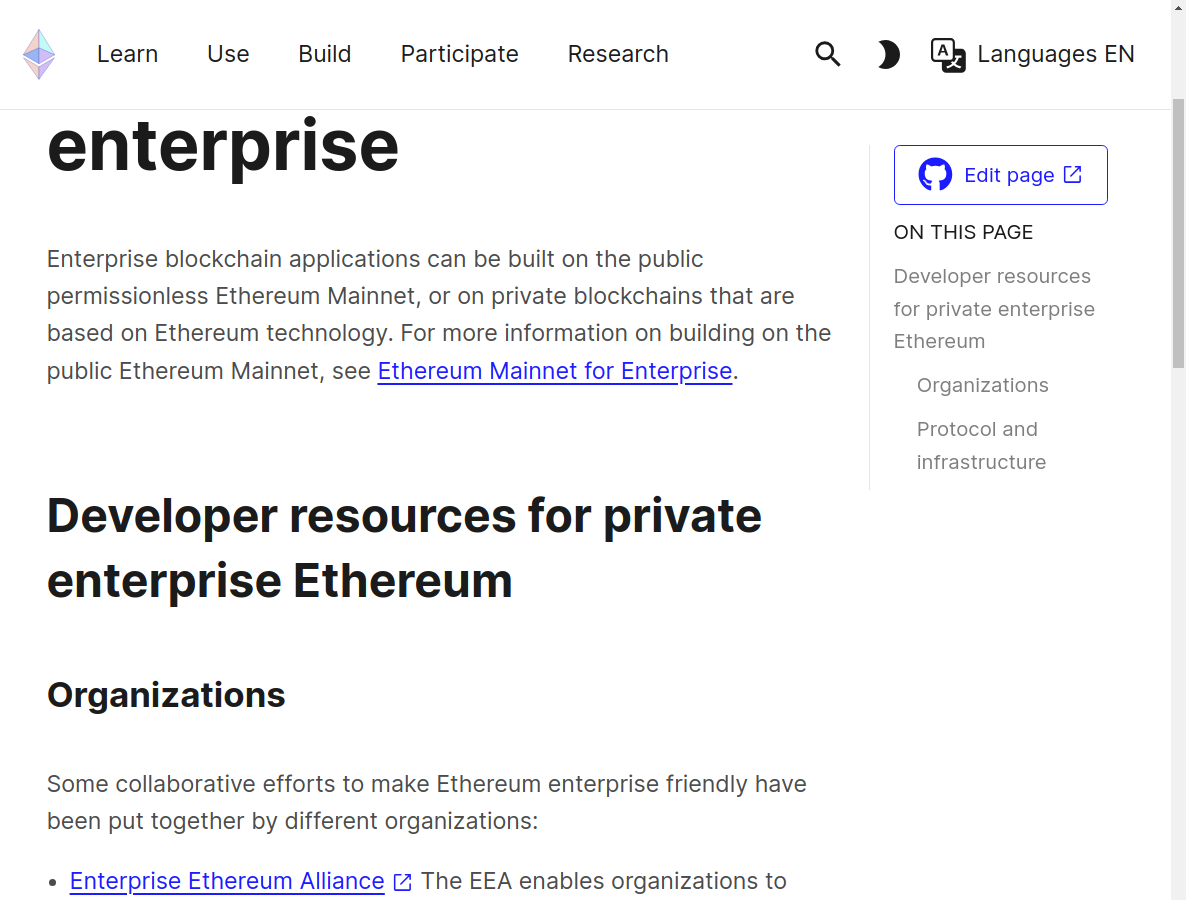 Learn Use Build Participate Research Languages EN
enterprise
Enterprise blockchain applications can be built on the public
permissionless Ethereum Mainnet, or on private blockchains that are
based on Ethereum technology. For more information on building on the
public Ethereum Mainnet, see Ethereum Mainnet for Enterprise.
Developer resources for private
enterprise Ethereum
Organizations
Some collaborative efforts to make Ethereum enterprise friendly have
been put together by different organizations:
• Enterprise Ethereum Alliance The EEA enables organizations to
Edit page
ON THIS PAGE
Developer resources
for private enterprise
Ethereum
Organizations
Protocol and
infrastructure